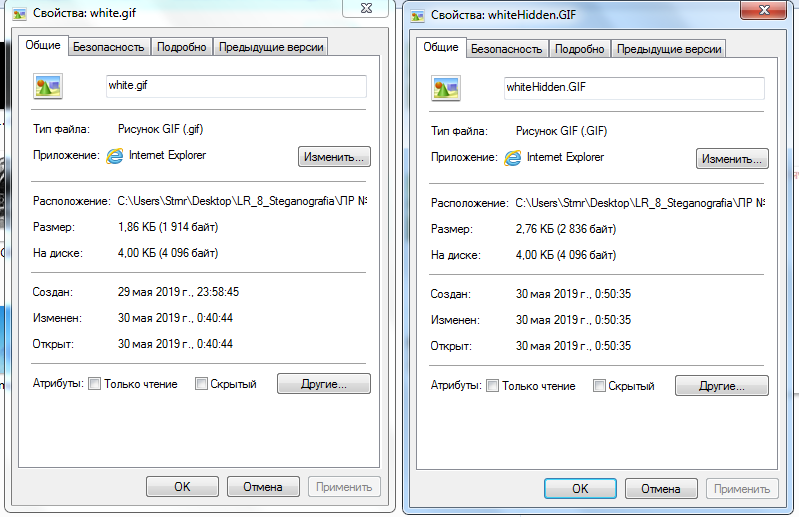 Свойства: white.gif
Общие Безопасность Подробно Предыдущие версии
white.gif
Тип файла: Рисунок GIF (.gif)
Приложение: Internet Explorer Изменить...
Расположение: C:\Users\Strnr\Desktop\LR_8_Steganografia\ПР №
Размер: 1,86 КБ (1 914 байт)
На диске: 4,00 КБ (4 096 байт)
Создан: 29 мая 2019 г., 23:58:45
Изменен: 30 мая 2019 г., 0:40:44
Открыт: 30 мая 2019 г., 0:40:44
Атрибуты: Только чтение Скрытый Другие...
OK Отмена Применить
Свойства: whiteHidden.GIF
Общие Безопасность Подробно Предыдущие версии
whiteHidden.GIF
Тип файла: Рисунок GIF (.GIF)
Приложение: Internet Explorer Изменить...
Расположение: C:\Users\Strnr\Desktop\LR_8_Steganografia\ПР №
Размер: 2,76 КБ (2 836 байт)
На диске: 4,00 КБ (4 096 байт)
Создан: 30 мая 2019 г., 0:50:35
Изменен: 30 мая 2019 г., 0:50:35
Открыт: 30 мая 2019 г., 0:50:35
Атрибуты: Только чтение Скрытый Другие...
OK Отмена Применить